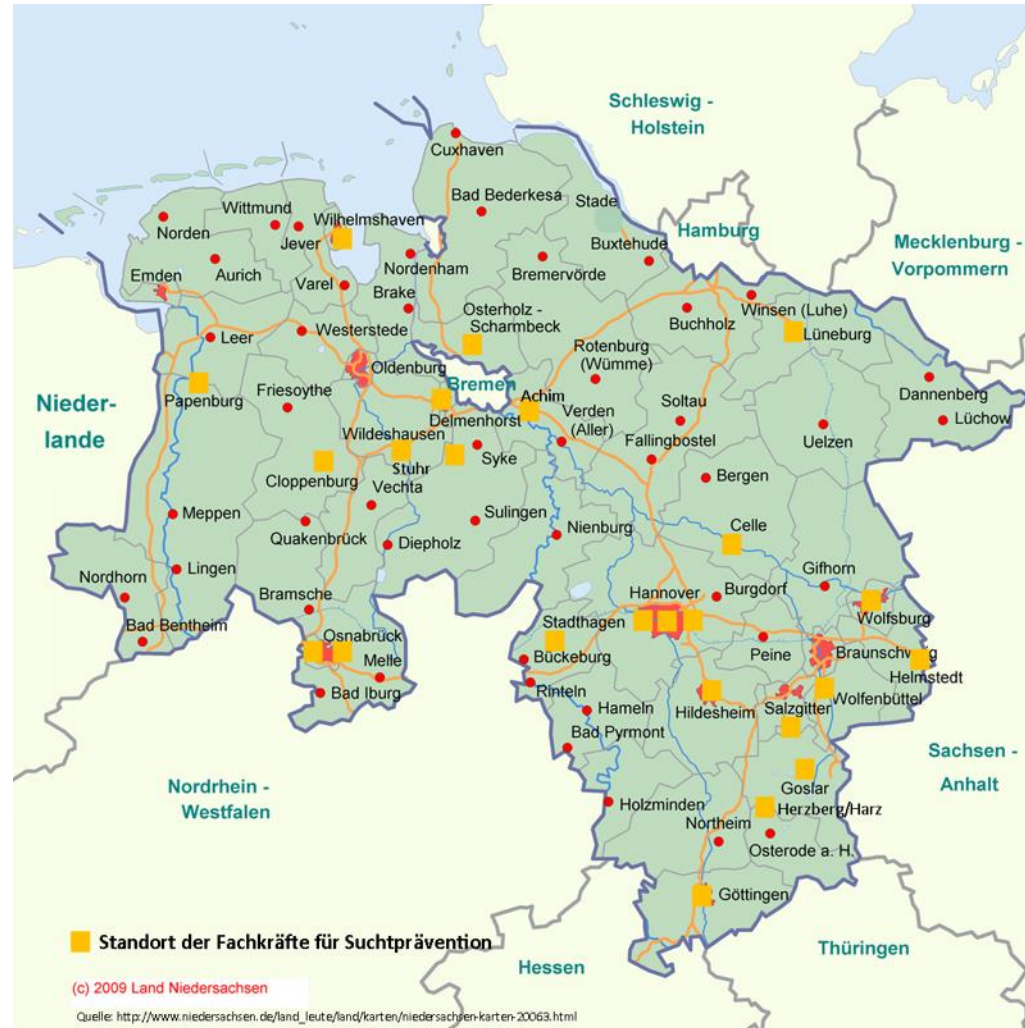 Schleswig -
Holstein
Cuxhaven
Bad Bederkesa
Stade
Hamburg
Mecklenburg -
Vorpommern
Wittmund
Wilhelmshaven
Norden
Jever
Buxtehude
Aurich
Nordenham
Bremervörde
Emden
Varel
Brake
Osterholz -
Scharmbeck
Winsen (Luhe)
Buchholz
Lüneburg
Leer
Westerstede
Rotenburg
(Wümme)
Oldenburg
Bremen
Dannenberg
Papenburg
Friesoythe
Achim
Nieder-
lande
Delmenhorst
Verden
(Aller)
Soltau
Lüchow
Wildeshausen
Fallingbostel
Uelzen
Stuhr
Syke
Cloppenburg
Bergen
Vechta
Meppen
Sulingen
Celle
Quakenbrück
Nienburg
Diepholz
Lingen
Nordhorn
Gifhorn
Bramsche
Hannover
Burgdorf
Wolfsburg
Bad Bentheim
Stadthagen
Osnabrück
Peine
Braunschweig
Melle
Bückeburg
Helmstedt
Bad Iburg
Rinteln
Wolfenbüttel
Hameln
Hildesheim
Salzgitter
Bad Pyrmont
Sachsen -
Anhalt
Nordrhein -
Westfalen
Goslar
Holzminden
Herzberg/Harz
Northeim
Osterode a. H.
Göttingen
Standort der Fachkräfte für Suchtprävention
Thüringen
Hessen
(c) 2009 Land Niedersachsen
Quelle: http://www.niedersachsen.de/land_leute/land/karten/niedersachsen-karten-20063.html